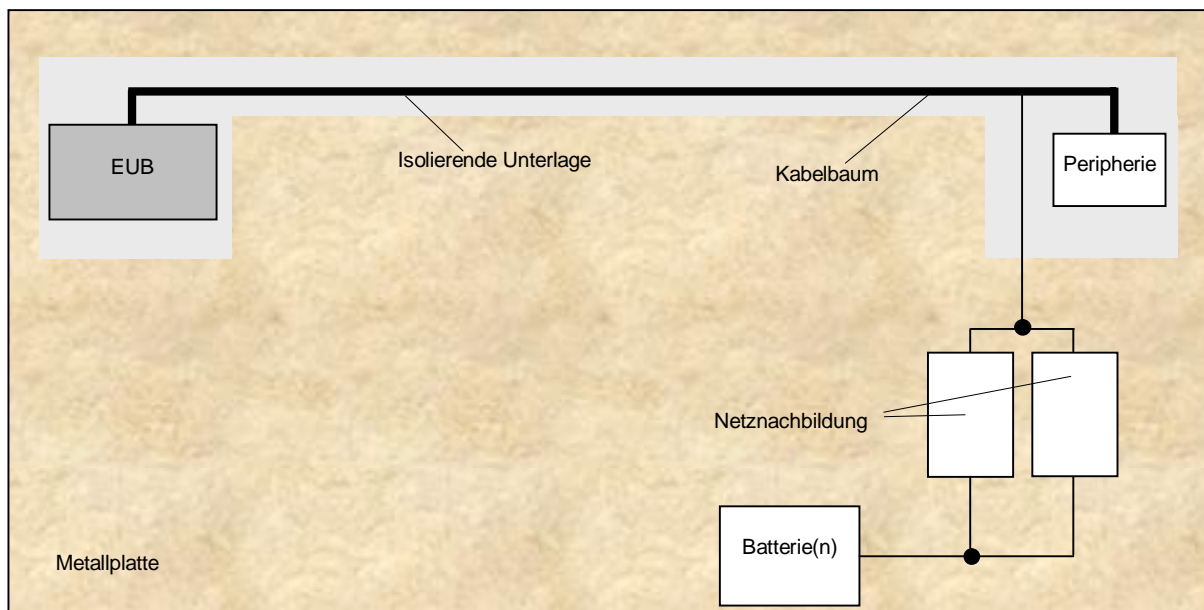 EUB
Isolierende Unterlage
Kabelbaum
Peripherie
Netznachbildung
Batterie(n)
Metallplatte